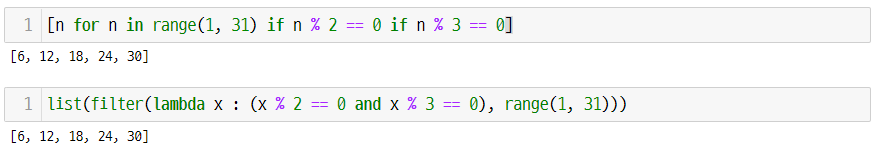 1 [n for n in range(1, 31) if n % 2 == 0 if n % 3 == 0]
[6, 12, 18, 24, 30]
1 list(filter(lambda x : (x % 2 == 0 and x % 3 == 0), range(1, 31)))
[6, 12, 18, 24, 30]